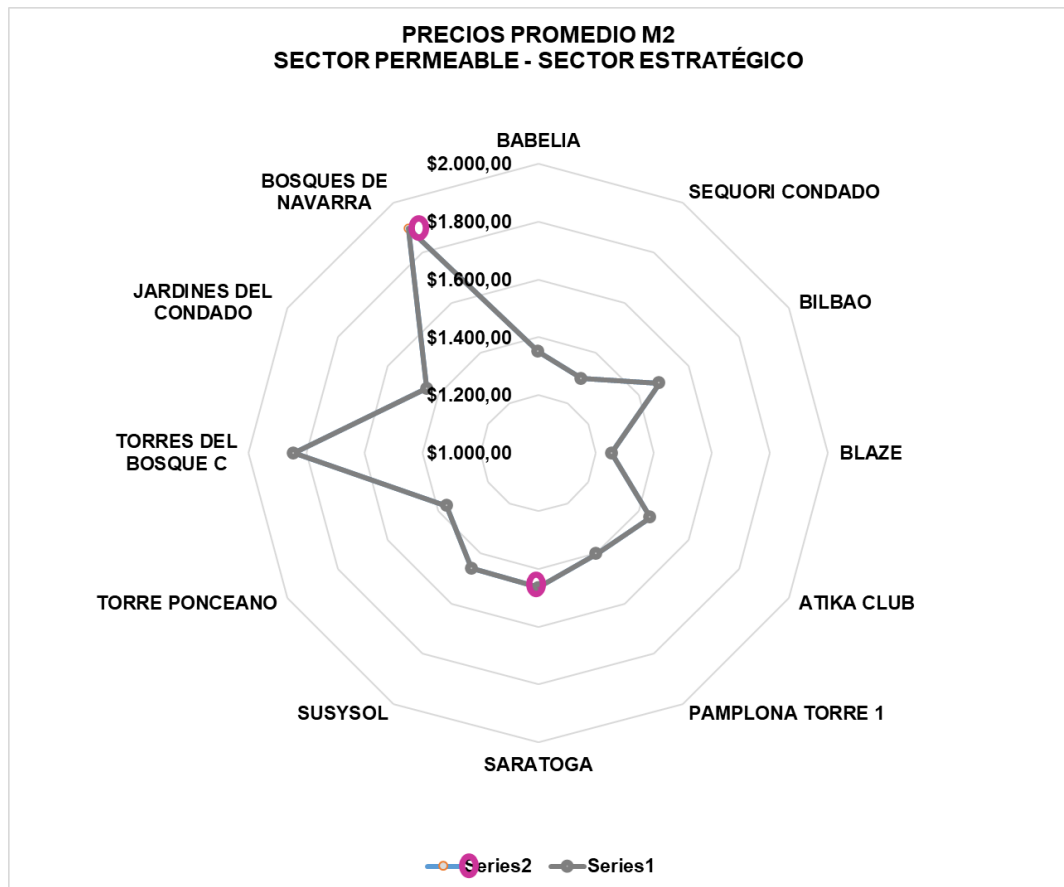 PRECIOS PROMEDIO M2
SECTOR PERMEABLE - SECTOR ESTRATÉGICO
BABELIA
$2.000,00
BOSQUES DE
NAVARRA
SEQUORI CONDADO
$1.800,00
$1.600,00
JARDINES DEL
CONDADO
BILBAO
$1.400,00
$1.200,00
TORRES DEL
BOSQUE C
$1.000,00
BLAZE
TORRE PONCEANO
ATIKA CLUB
SUSYSOL
PAMPLONA TORRE 1
SARATOGA
Series2
Series1